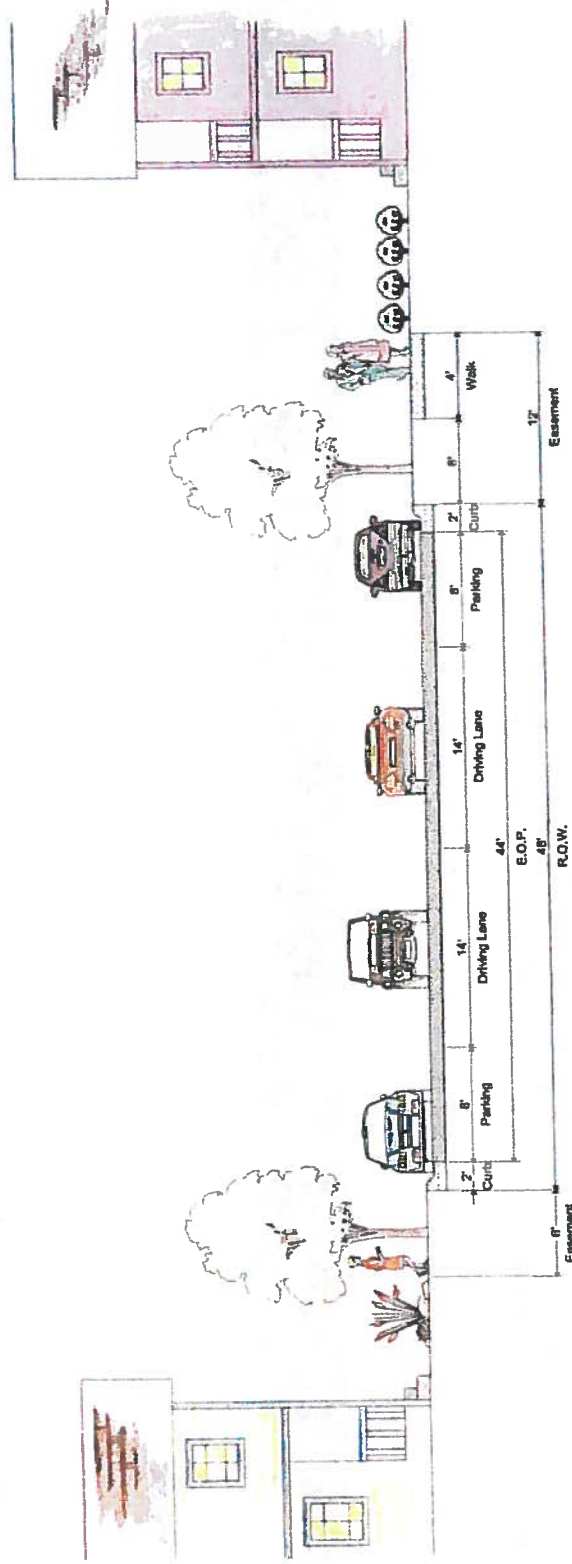 2'
8'
14'
14'
8'
2'
4'
Curb
Parking
Driving Lane
Driving Lane
Parking
Curb
Walk
44'
E.O.P.
6'
Easement
48'
R.O.W.
12'
Easement